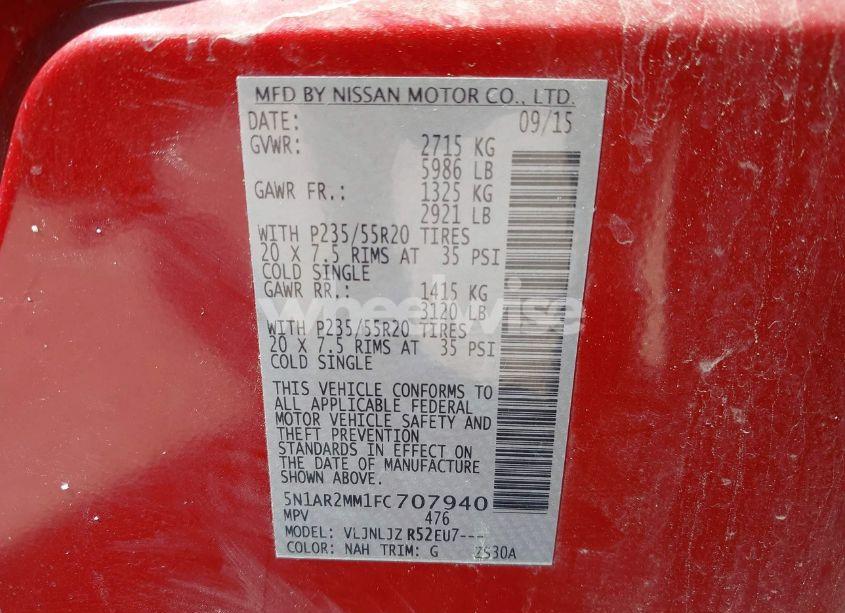 MFD BY NISSAN MOTOR CO., LTD.
DATE: 09/15
GVWR: 2715 KG
5986 LB
GAWR FR.: 1325 KG
2921 LB
WITH P235/55R20 TIRES
20 X 7.5 RIMS AT 35 PSI
COLD SINGLE
GAWR RR.: 1415 KG
3120 LB
wheelwise
WITH P235/55R20 TIRES
20 X 7.5 RIMS AT 35 PSI
COLD SINGLE
THIS VEHICLE CONFORMS TO
ALL APPLICABLE FEDERAL
MOTOR VEHICLE SAFETY AND
THEFT PREVENTION
STANDARDS IN EFFECT ON
THE DATE OF MANUFACTURE
SHOWN ABOVE.
5N1AR2MM1FC707940
MPV 476
MODEL: VLJNLJZ R52EU7---
COLOR: NAH TRIM: G ZS30A